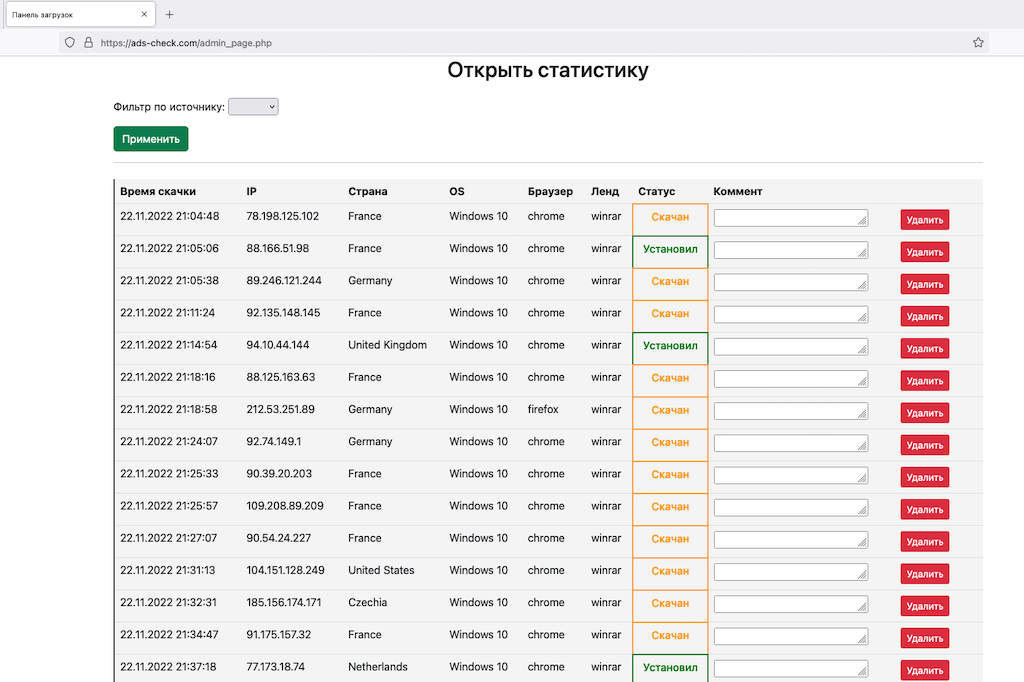 Панель загрузок
https://ads-check.com/admin_page.php
Открыть статистику
Фильтр по источнику:
Применить
Время скачки IP Страна OS Браузер Ленд Статус Коммент
22.11.2022 21:04:48 78.198.125.102 France Windows 10 chrome winrar Скачан Удалить
22.11.2022 21:05:06 88.166.51.98 France Windows 10 chrome winrar Установил Удалить
22.11.2022 21:05:38 89.246.121.244 Germany Windows 10 chrome winrar Скачан Удалить
22.11.2022 21:11:24 92.135.148.145 France Windows 10 chrome winrar Скачан Удалить
22.11.2022 21:14:54 94.10.44.144 United Kingdom Windows 10 chrome winrar Установил Удалить
22.11.2022 21:18:16 88.125.163.63 France Windows 10 chrome winrar Скачан Удалить
22.11.2022 21:18:58 212.53.251.89 Germany Windows 10 firefox winrar Скачан Удалить
22.11.2022 21:24:07 92.74.149.1 Germany Windows 10 chrome winrar Скачан Удалить
22.11.2022 21:25:33 90.39.20.203 France Windows 10 chrome winrar Скачан Удалить
22.11.2022 21:25:57 109.208.89.209 France Windows 10 chrome winrar Скачан Удалить
22.11.2022 21:27:07 90.54.24.227 France Windows 10 chrome winrar Скачан Удалить
22.11.2022 21:31:13 104.151.128.249 United States Windows 10 chrome winrar Скачан Удалить
22.11.2022 21:32:31 185.156.174.171 Czechia Windows 10 chrome winrar Скачан Удалить
22.11.2022 21:34:47 91.175.157.32 France Windows 10 chrome winrar Скачан Удалить
22.11.2022 21:37:18 77.173.18.74 Netherlands Windows 10 chrome winrar Установил Удалить